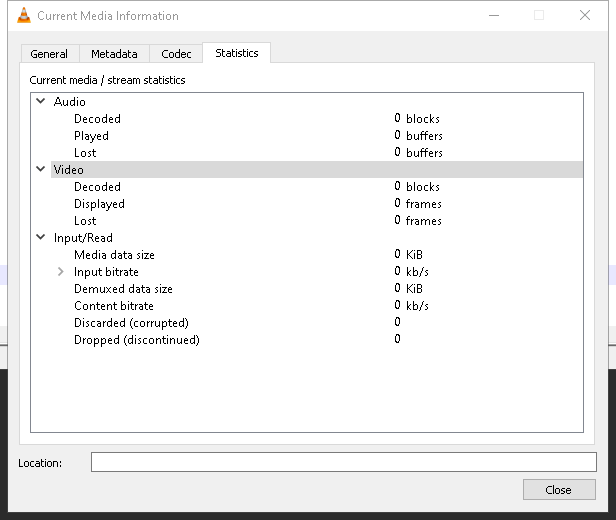 Current Media Information
General Metadata Codec Statistics
Current media / stream statistics
Audio
Decoded 0 blocks
Played 0 buffers
Lost 0 buffers
Video
Decoded 0 blocks
Displayed 0 frames
Lost 0 frames
Input/Read
Media data size 0 KiB
Input bitrate 0 kb/s
Demuxed data size 0 KiB
Content bitrate 0 kb/s
Discarded (corrupted) 0
Dropped (discontinued) 0
Location:
Close